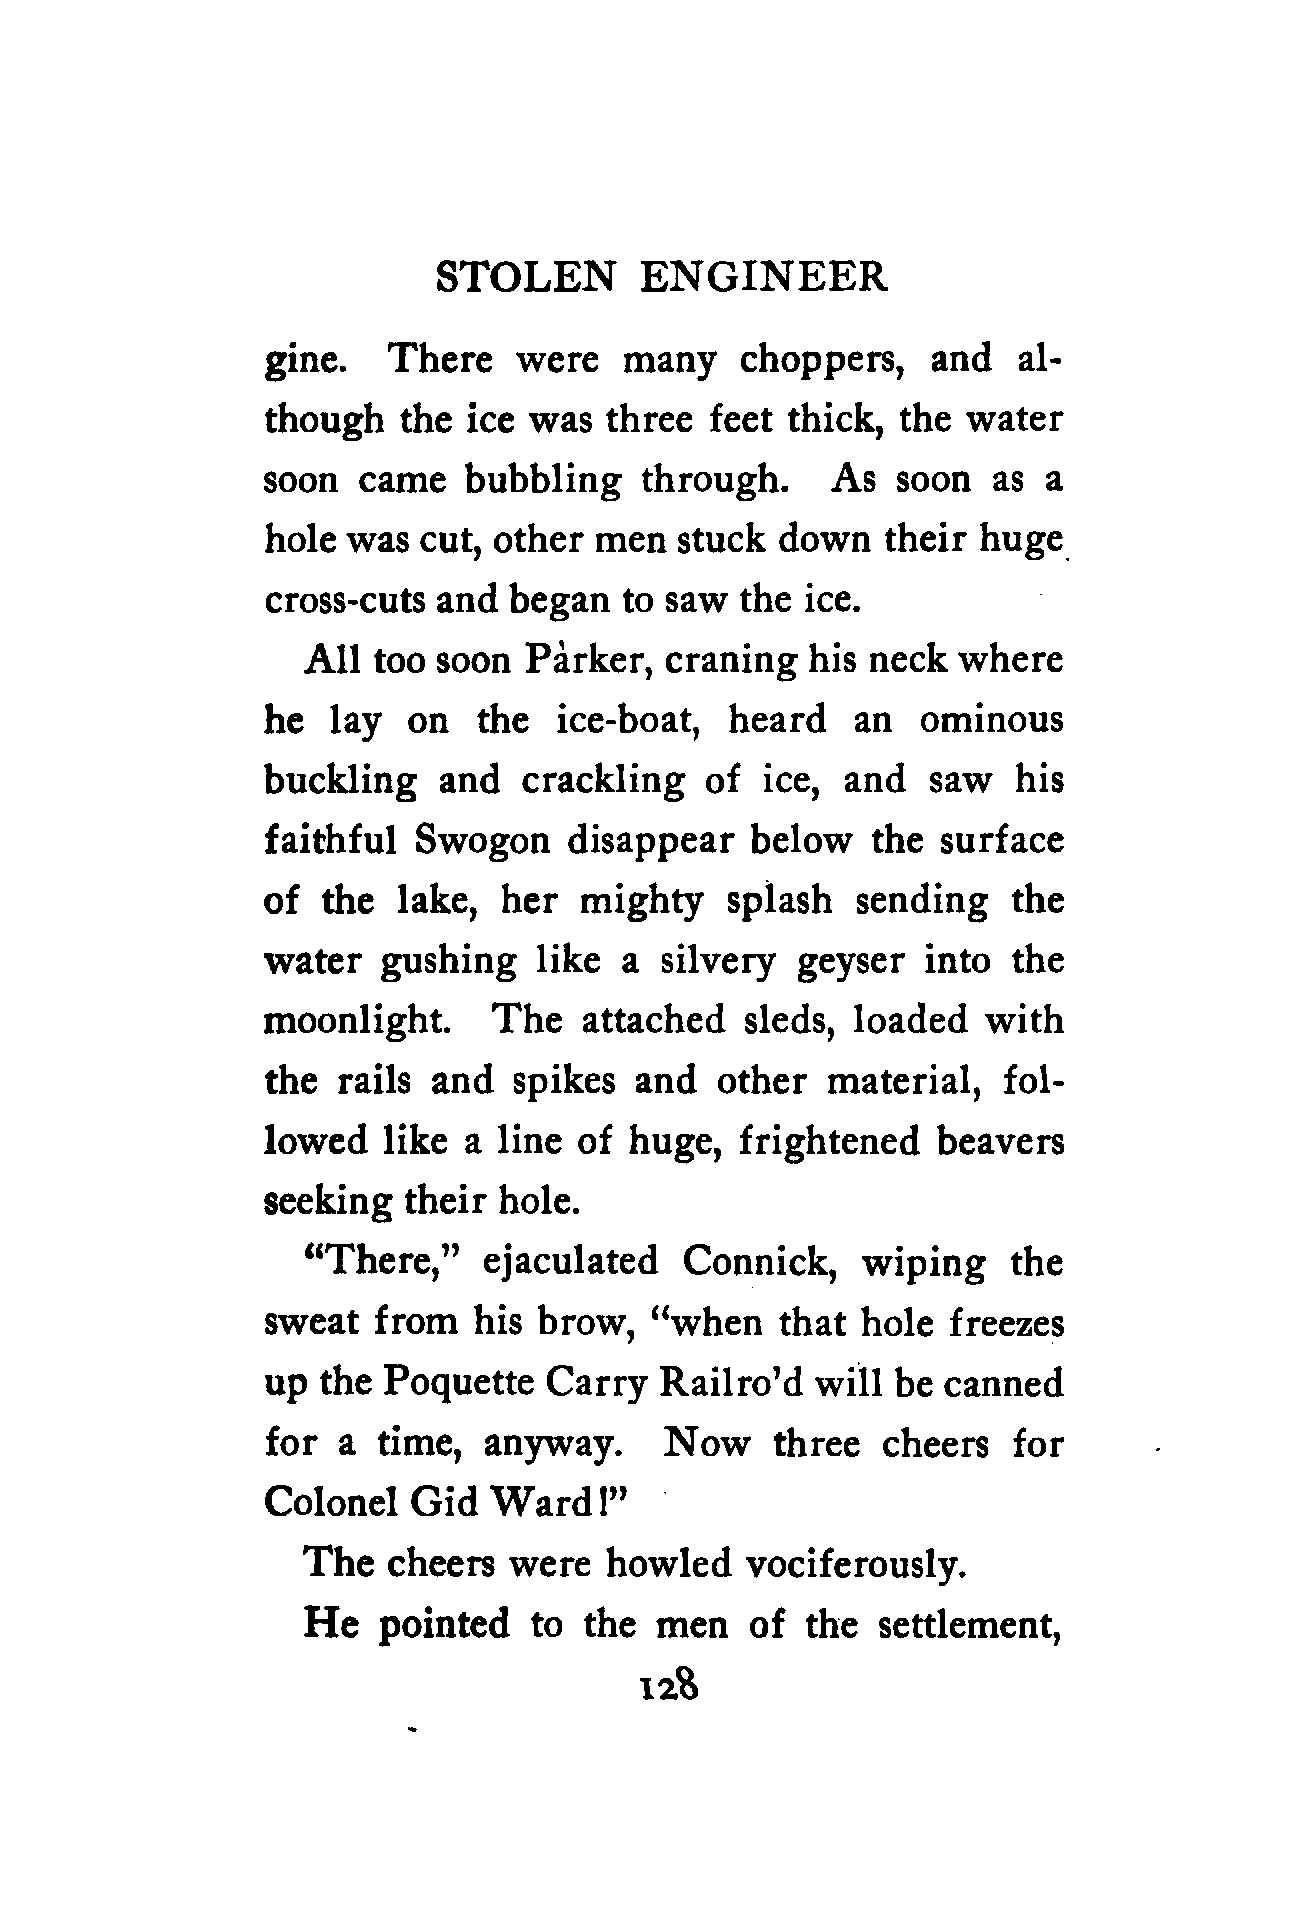 STOLEN ENGINEER
gine. There were many choppers, and al-
though the ice was three feet thick, the water
soon came bubbling through. As soon as a
hole was cut, other men stuck down their huge
cross-cuts and began to saw the ice.
All too soon Parker, craning his neck where
he lay on the ice-boat, heard an ominous
buckling and crackling of ice, and saw his
faithful Swogon disappear below the surface
of the lake, her mighty splash sending the
water gushing like a silvery geyser into the
moonlight. The attached sleds, loaded with
the rails and spikes and other material, fol-
lowed like a line of huge, frightened beavers
seeking their hole.
“There,” ejaculated Connick, wiping the
sweat from his brow, “when that hole freezes
up the Poquette Carry Railro’d will be canned
for a time, anyway. Now three cheers for
Colonel Gid Ward!”
The cheers were howled vociferously.
He pointed to the men of the settlement,
128